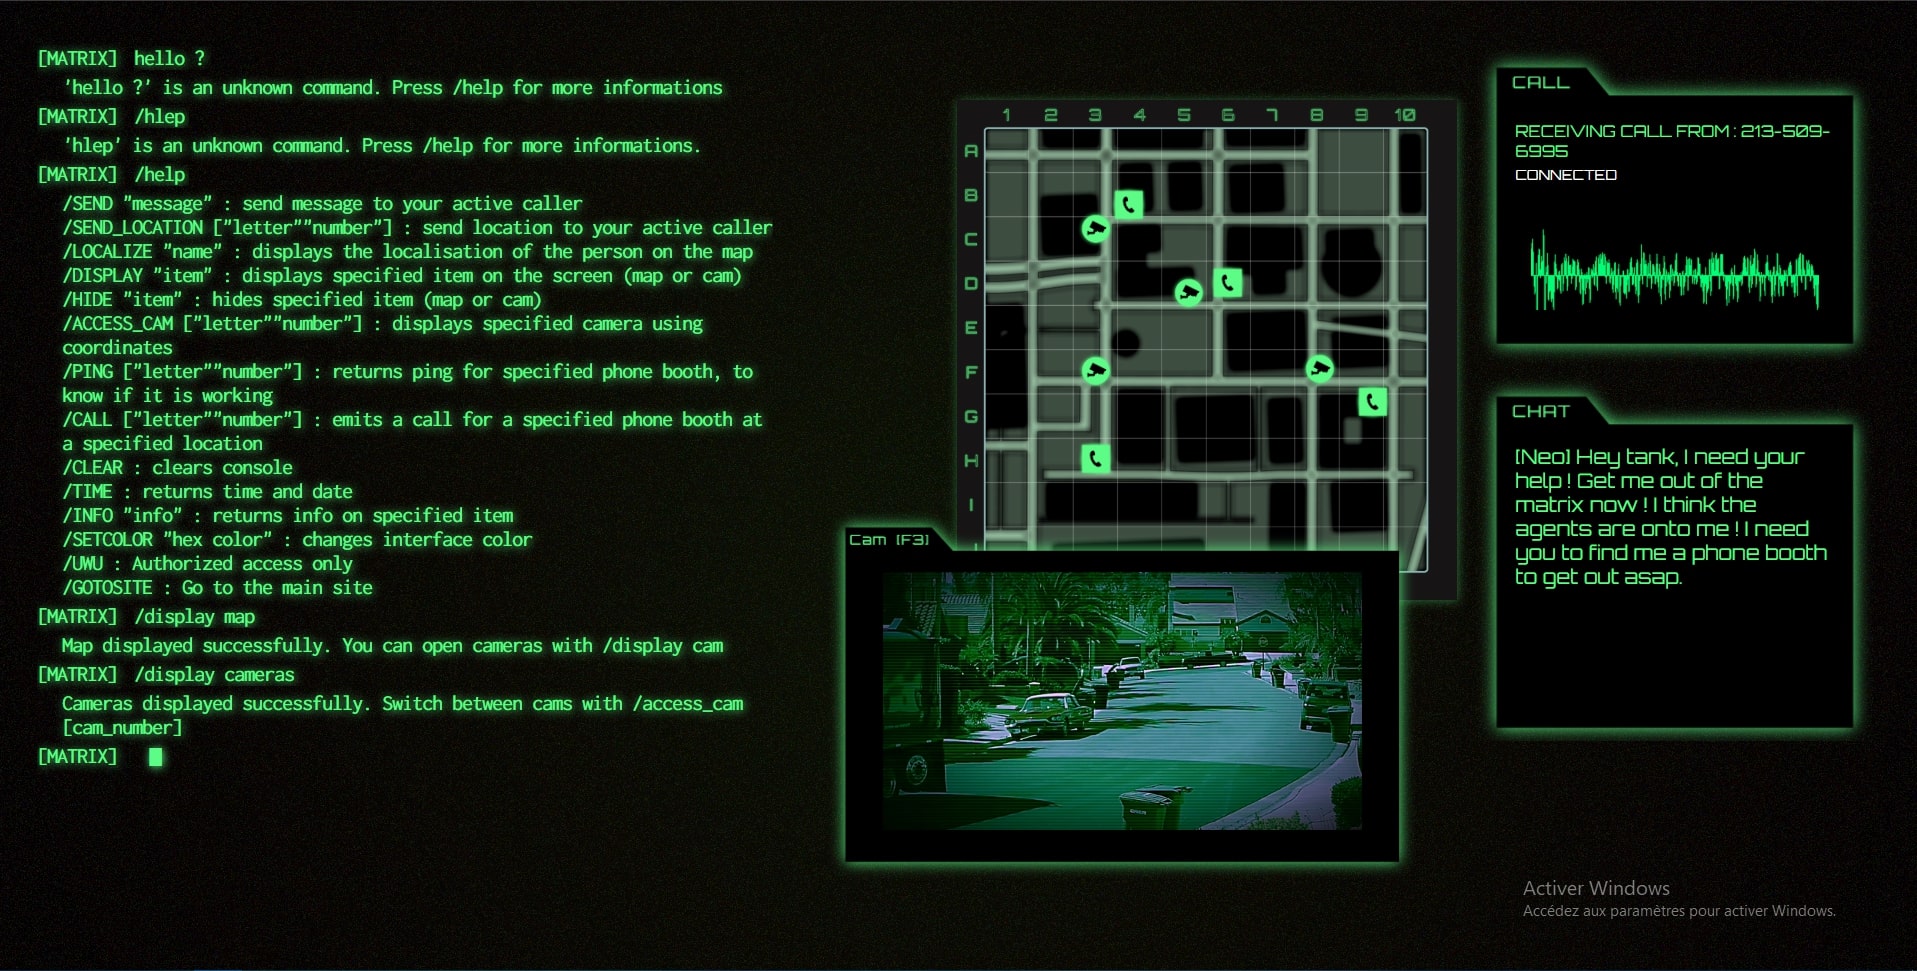 [MATRIX] hello ?
'hello ?' is an unknown command. Press /help for more informations
[MATRIX] /hlep
'hlep' is an unknown command. Press /help for more informations.
[MATRIX] /help
/SEND "message" : send message to your active caller
/SEND_LOCATION ["letter""number"] : send location to your active caller
/LOCALIZE "name" : displays the localisation of the person on the map
/DISPLAY "item" : displays specified item on the screen (map or cam)
/HIDE "item" : hides specified item (map or cam)
/ACCESS_CAM ["letter""number"] : displays specified camera using
coordinates
/PING ["letter""number"] : returns ping for specified phone booth, to
know if it is working
/CALL ["letter""number"] : emits a call for a specified phone booth at
a specified location
/CLEAR : clears console
/TIME : returns time and date
/INFO "info" : returns info on specified item
/SETCOLOR "hex color" : changes interface color
/UWU : Authorized access only
/GOTOSITE : Go to the main site
[MATRIX] /display map
Map displayed successfully. You can open cameras with /display cam
[MATRIX] /display cameras
Cameras displayed successfully. Switch between cams with /access_cam
[cam_number]
[MATRIX]
1 2 3 4 5 6 7 8 9 10
A
B
C
D
E
F
G
H
I
Cam [F3]
CALL
RECEIVING CALL FROM : 213-509-
6995
CONNECTED
CHAT
[Neo] Hey tank, I need your
help ! Get me out of the
matrix now ! I think the
agents are onto me ! I need
you to find me a phone booth
to get out asap.
Activer Windows
Accédez aux paramètres pour activer Windows.